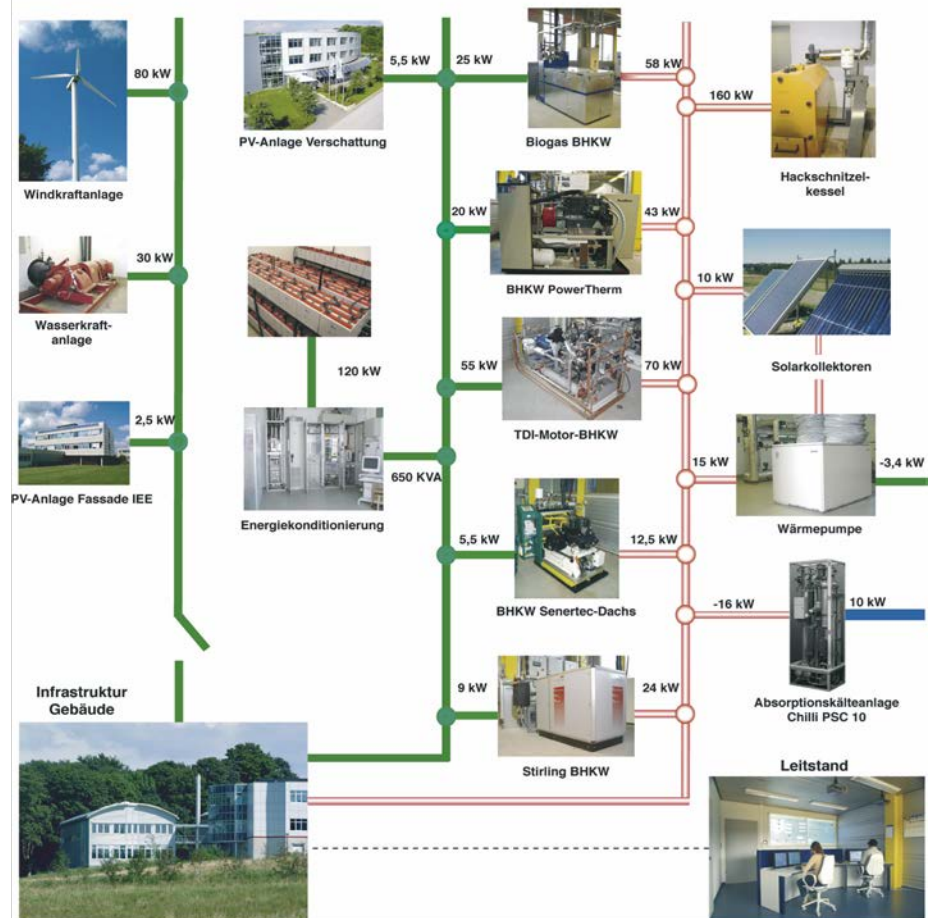 80 kW
5,5 kW
25 kW
58 kW
160 kW
PV-Anlage Verschattung
Biogas BHKW
Hackschnitzel-
kessel
Windkraftanlage
20 kW
43 kW
30 kW
10 kW
BHKW PowerTherm
Wasserkraft-
anlage
120 kW
55 kW
70 kW
Solarkollektoren
2,5 kW
TDI-Motor-BHKW
650 KVA
15 kW
-3,4 kW
PV-Anlage Fassade IEE
Energiekonditionierung
Wärmepumpe
5,5 kW
12,5 kW
BHKW Senertec-Dachs
-16 kW
10 kW
Infrastruktur
Gebäude
9 kW
24 kW
Absorptionskälteanlage
Chilli PSC 10
Stirling BHKW
Leitstand